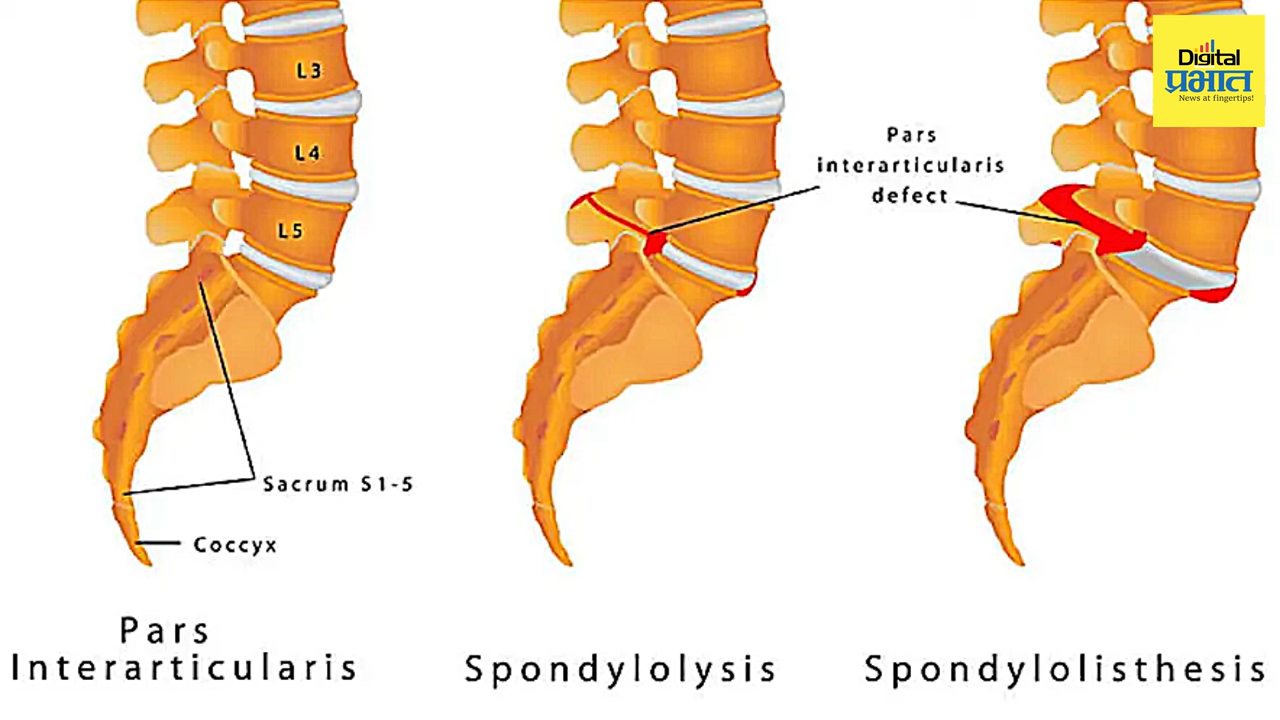 L3
L4
L5
Sacrum S1-5
Coccyx
Pars
Interarticularis
Pars
interarticularis
defect
Spondylolysis
Spondylolisthesis
Digital
प्रभात
News at fingertips!